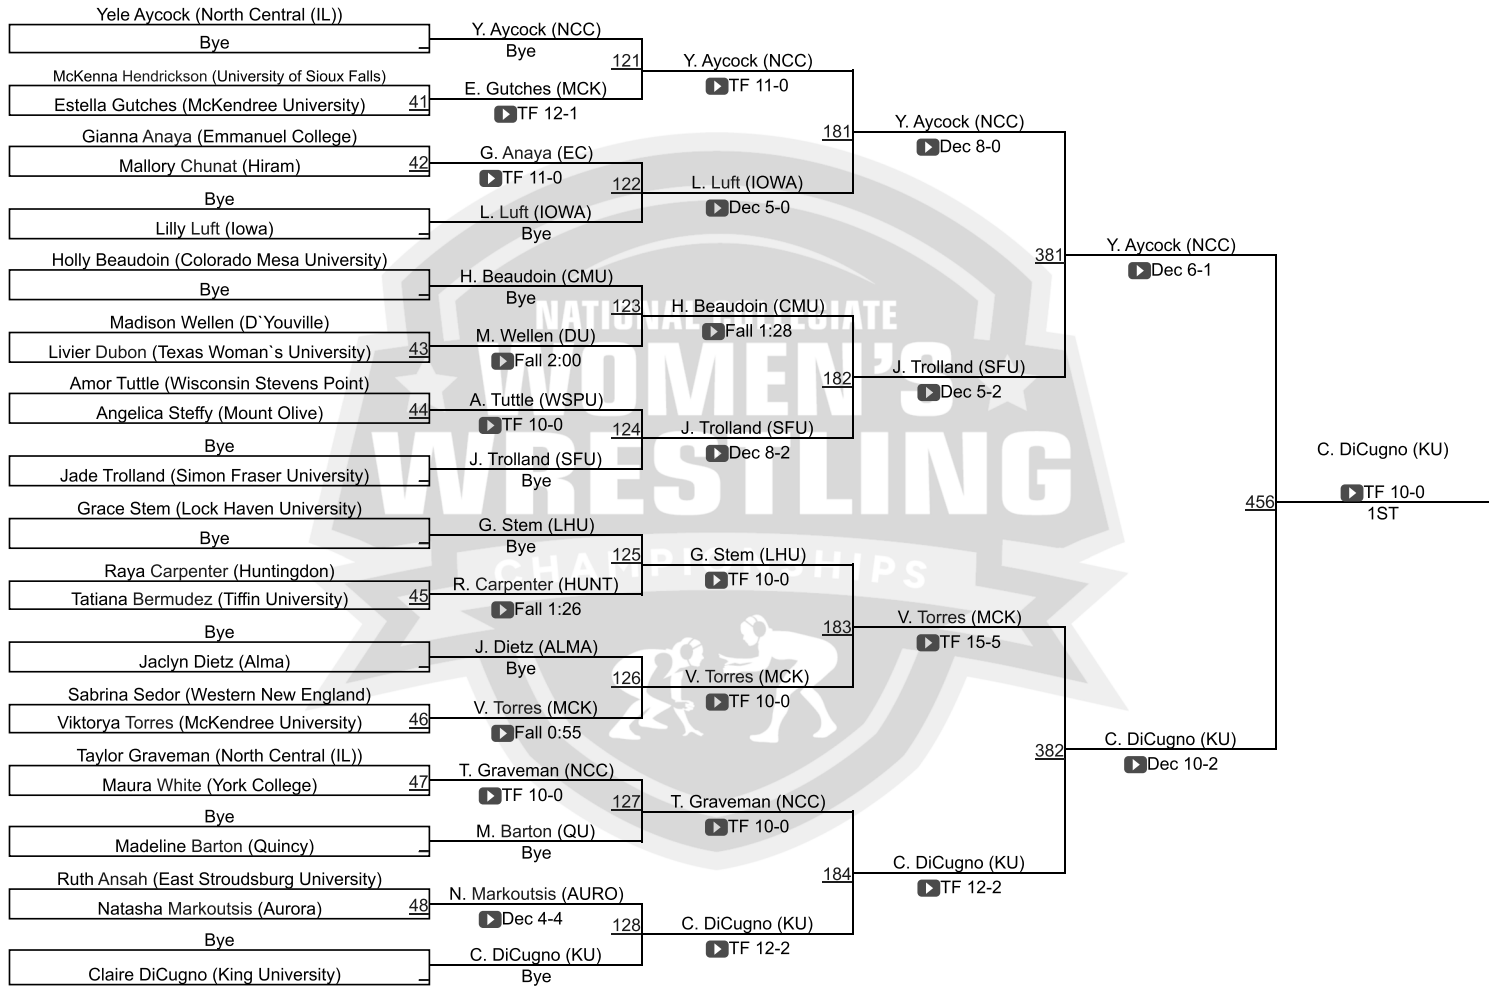 Yele Aycock (North Central (IL))
Bye
McKenna Hendrickson (University of Sioux Falls)
Estella Gutches (McKendree University) 41
Gianna Anaya (Emmanuel College)
Mallory Chunat (Hiram) 42
Bye
Lilly Luft (Iowa)
Holly Beaudoin (Colorado Mesa University)
Bye
Madison Wellen (D`Youville)
Livier Dubon (Texas Woman`s University) 43
Amor Tuttle (Wisconsin Stevens Point)
Angelica Steffy (Mount Olive) 44
Bye
Jade Trolland (Simon Fraser University)
Grace Stem (Lock Haven University)
Bye
Raya Carpenter (Huntingdon)
Tatiana Bermudez (Tiffin University) 45
Bye
Jaclyn Dietz (Alma)
Sabrina Sedor (Western New England)
Viktorya Torres (McKendree University) 46
Taylor Graveman (North Central (IL))
Maura White (York College) 47
Bye
Madeline Barton (Quincy)
Ruth Ansah (East Stroudsburg University)
Natasha Markoutsis (Aurora) 48
Bye
Claire DiCugno (King University)
Y. Aycock (NCC)
Bye
121
E. Gutches (MCK)
TF 12-1
G. Anaya (EC)
TF 11-0
122
L. Luft (IOWA)
Bye
H. Beaudoin (CMU)
Bye
123
M. Wellen (DU)
Fall 2:00
A. Tuttle (WSPU)
TF 10-0
124
J. Trolland (SFU)
Bye
G. Stem (LHU)
Bye
125
R. Carpenter (HUNT)
Fall 1:26
J. Dietz (ALMA)
Bye
126
V. Torres (MCK)
Fall 0:55
T. Graveman (NCC)
TF 10-0
127
M. Barton (QU)
Bye
N. Markoutsis (AURO)
Dec 4-4
128
C. DiCugno (KU)
Bye
Y. Aycock (NCC)
TF 11-0
181
L. Luft (IOWA)
Dec 5-0
H. Beaudoin (CMU)
Fall 1:28
182
J. Trolland (SFU)
Dec 8-2
G. Stem (LHU)
TF 10-0
183
V. Torres (MCK)
TF 10-0
T. Graveman (NCC)
TF 10-0
184
C. DiCugno (KU)
TF 12-2
Y. Aycock (NCC)
Dec 8-0
381
J. Trolland (SFU)
Dec 5-2
V. Torres (MCK)
TF 15-5
382
C. DiCugno (KU)
TF 12-2
Y. Aycock (NCC)
Dec 6-1
456
C. DiCugno (KU)
Dec 10-2
C. DiCugno (KU)
TF 10-0
1ST
NATIONAL COLLEGIATE
WOMEN'S
WRESTLING
CHAMPIONSHIPS